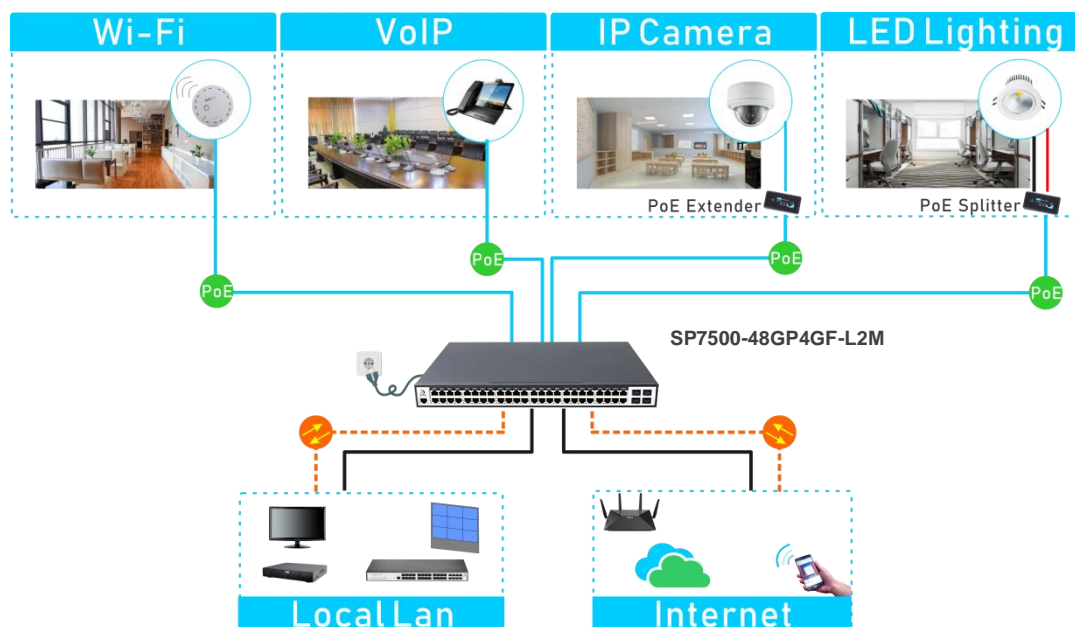 Wi-Fi
VoIP
IP Camera
LED Lighting
PoE Extender
PoE Splitter
PoE
PoE
PoE
PoE
SP7500-48GP4GF-L2M
Local Lan
Internet